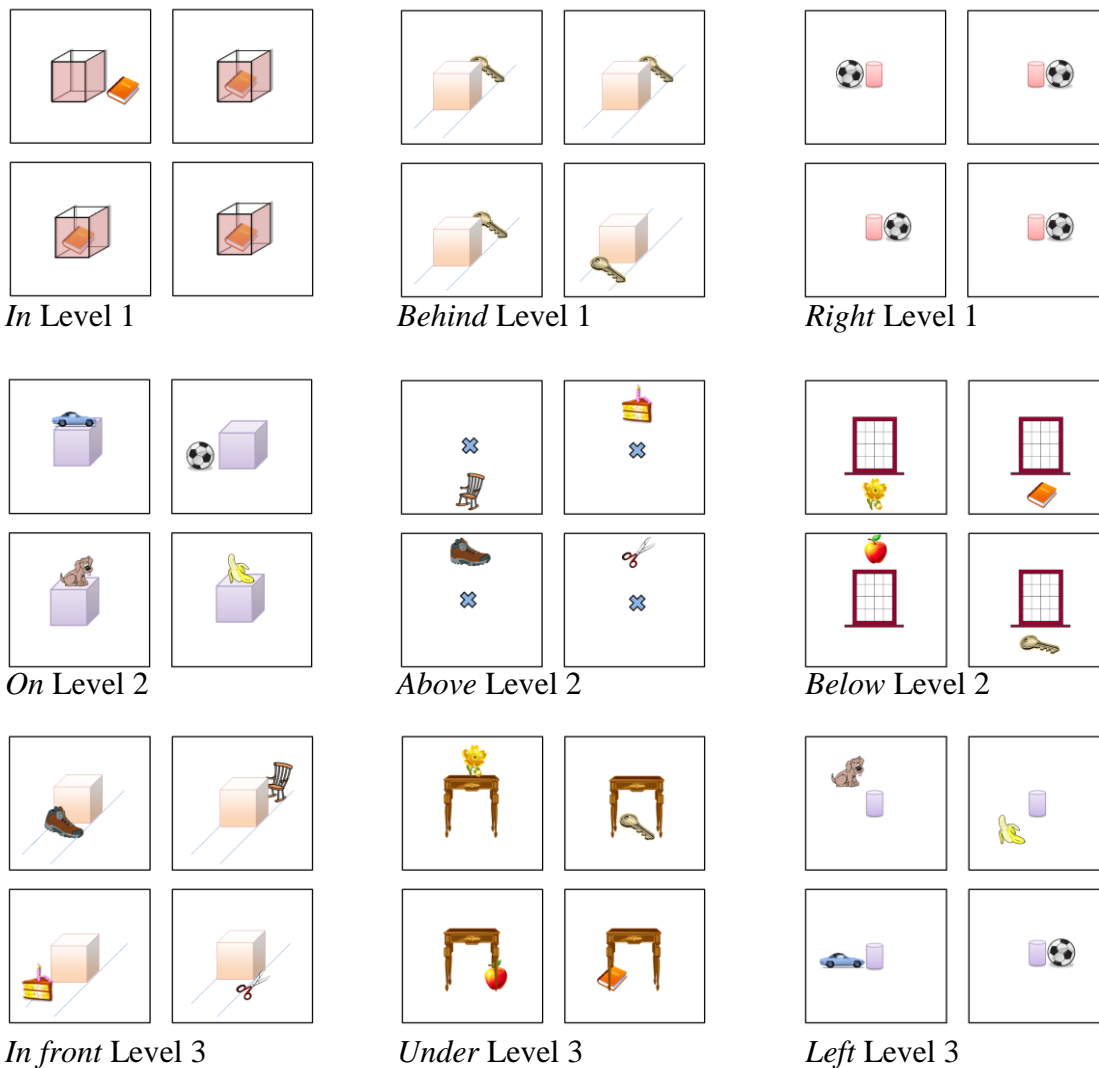 In Level 1
Behind Level 1
Right Level 1
On Level 2
Above Level 2
Below Level 2
In front Level 3
Under Level 3
Left Level 3